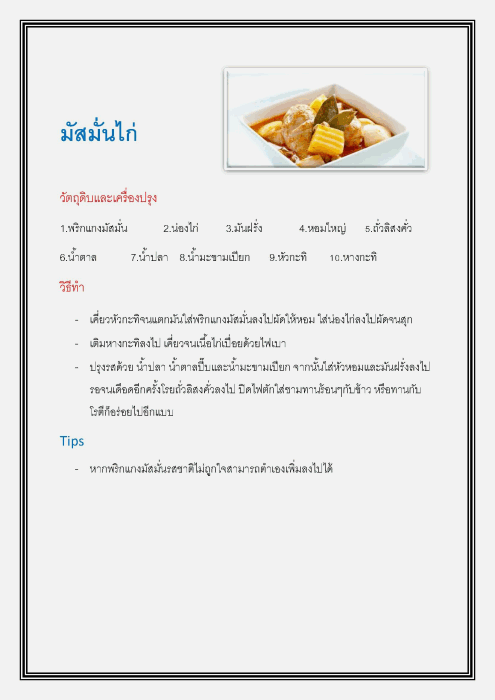 มัสมั่นไก่
วัตถุดิบและเครื่องปรุง
1.พริกแกงมัสมั่น 2.น่องไก่ 3.มันฝรั่ง 4.หอมใหญ่ 5.ถั่วลิสงคั่ว
6.น้ำตาล 7.น้ำปลา 8.น้ำมะขามเปียก 9.หัวกะทิ 10.หางกะทิ
วิธีทำ
- เคี่ยวหัวกะทิจนแตกมันใส่พริกแกงมัสมั่นลงไปผัดให้หอม ใส่น่องไก่ลงไปผัดจนสุก
- เติมหางกะทิลงไป เคี่ยวจนเนื้อไก่เปื่อยด้วยไฟเบา
- ปรุงรสด้วย น้ำปลา น้ำตาลปี๊บและน้ำมะขามเปียก จากนั้นใส่หัวหอมและมันฝรั่งลงไป
รอจนเดือดอีกครั้งโรยถั่วลิสงคั่วลงไป ปิดไฟตักใส่ชามทานร้อนๆกับข้าว หรือทานกับ
โรตีก็อร่อยไปอีกแบบ
Tips
- หากพริกแกงมัสมั่นรสชาติไม่ถูกใจสามารถตำเองเพิ่มลงไปได้